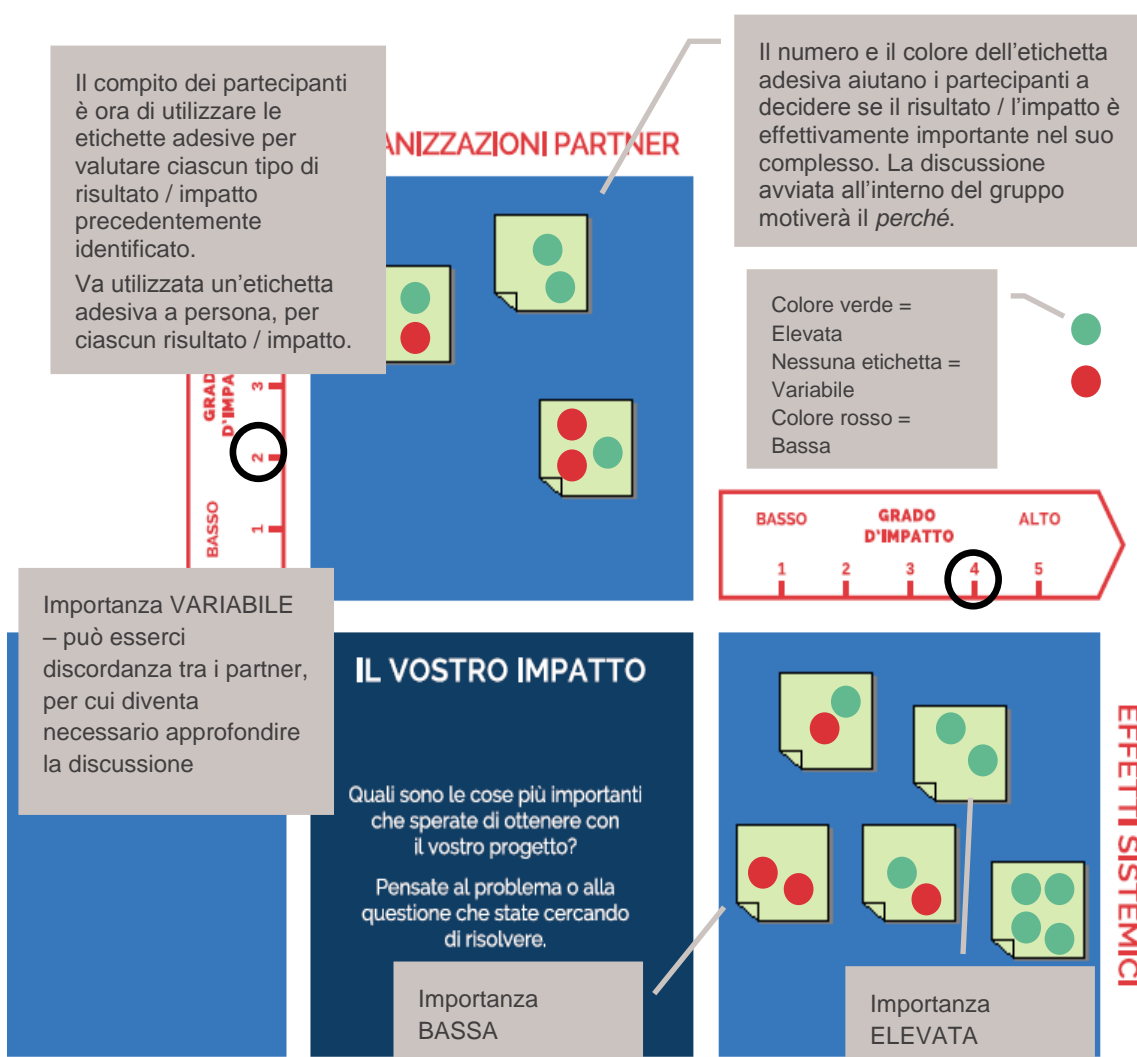 Il compito dei partecipanti
è ora di utilizzare le
etichette adesive per
valutare ciascun tipo di
risultato / impatto
precedentemente
identificato.
Va utilizzata un'etichetta
adesiva a persona, per
ciascun risultato / impatto.
ANIZZAZIONI PARTNER
Il numero e il colore dell'etichetta
adesiva aiutano i partecipanti a
decidere se il risultato / l'impatto è
effettivamente importante nel suo
complesso. La discussione
avviata all'interno del gruppo
motiverà il perché.
Colore verde =
Elevata
Nessuna etichetta =
Variabile
Colore rosso =
Bassa
GRAD
D'IMPA
BASSO
3
2
1
BASSO
GRADO
D'IMPATTO
ALTO
1 2 3 4 5
Importanza VARIABILE
– può esserci
discordanza tra i partner,
per cui diventa
necessario approfondire
la discussione
IL VOSTRO IMPATTO
Quali sono le cose più importanti
che sperate di ottenere con
il vostro progetto?
Pensate al problema o alla
questione che state cercando
di risolvere.
EFFETTI SISTEMICI
Importanza
BASSA
Importanza
ELEVATA